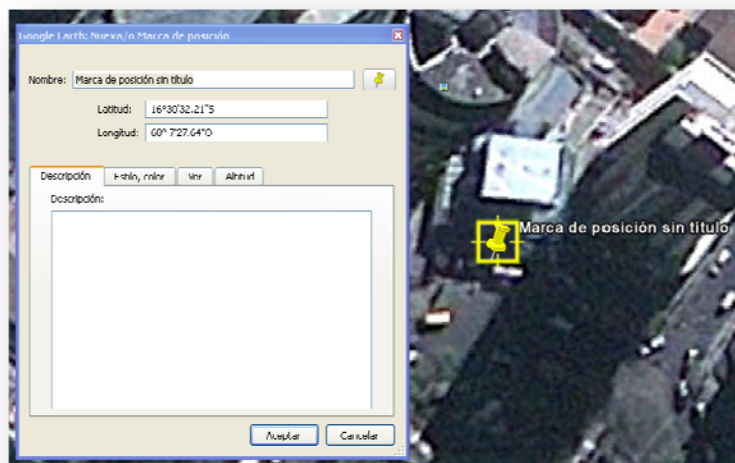 Google Earth: Nueva/o Marca de posición
Nombre: Marca de posición sin título
Latitud: 16°30'32.21"S
Longitud: 60° 7'27.64"O
Descripción Estilo, color Ver Altitud
Descripción:
Marca de posición sin título
Aceptar Cancelar